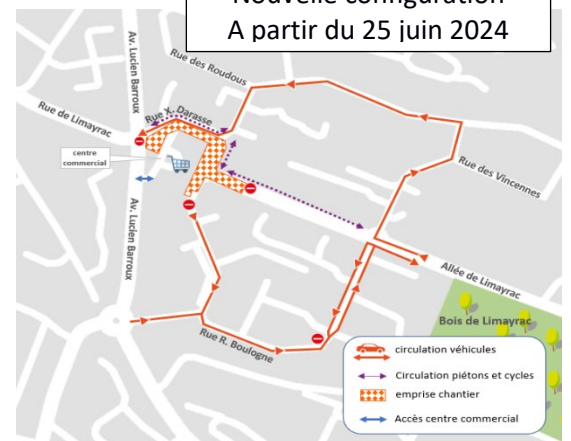 Nouvelle configuration
A partir du 25 juin 2024
Av. Lucien Barroux
Rue des Roudous
Rue de Limayrac
Rue X. Darasse
centre
commercial
Rue des Vincennes
Av. Lucien Barroux
Allée de Limayrac
Rue R. Boulogne
Bois de Limayrac
circulation véhicules
Circulation piétons et cycles
emprise chantier
Accès centre commercial